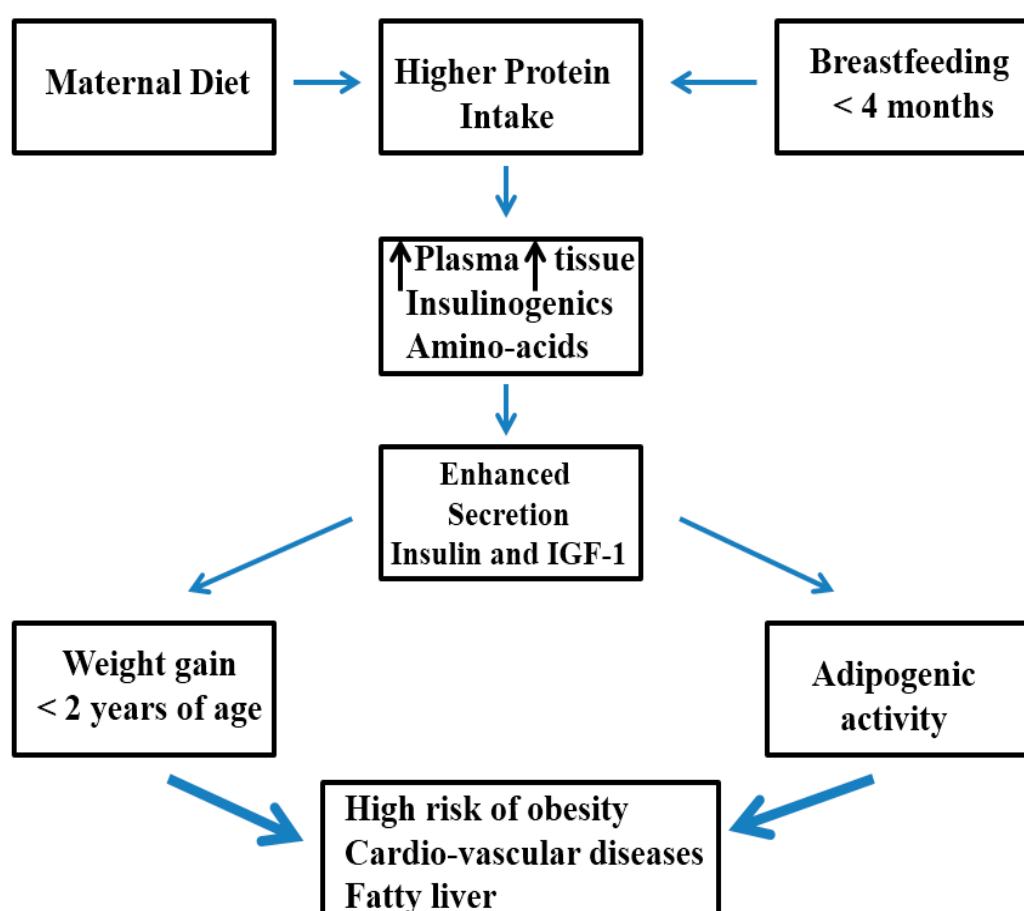 Maternal Diet
Higher Protein
Intake
Breastfeeding
< 4 months
↑Plasma ↑ tissue
Insulinogenics
Amino-acids
Enhanced
Secretion
Insulin and IGF-1
Weight gain
< 2 years of age
Adipogenic
activity
High risk of obesity
Cardio-vascular diseases
Fatty liver